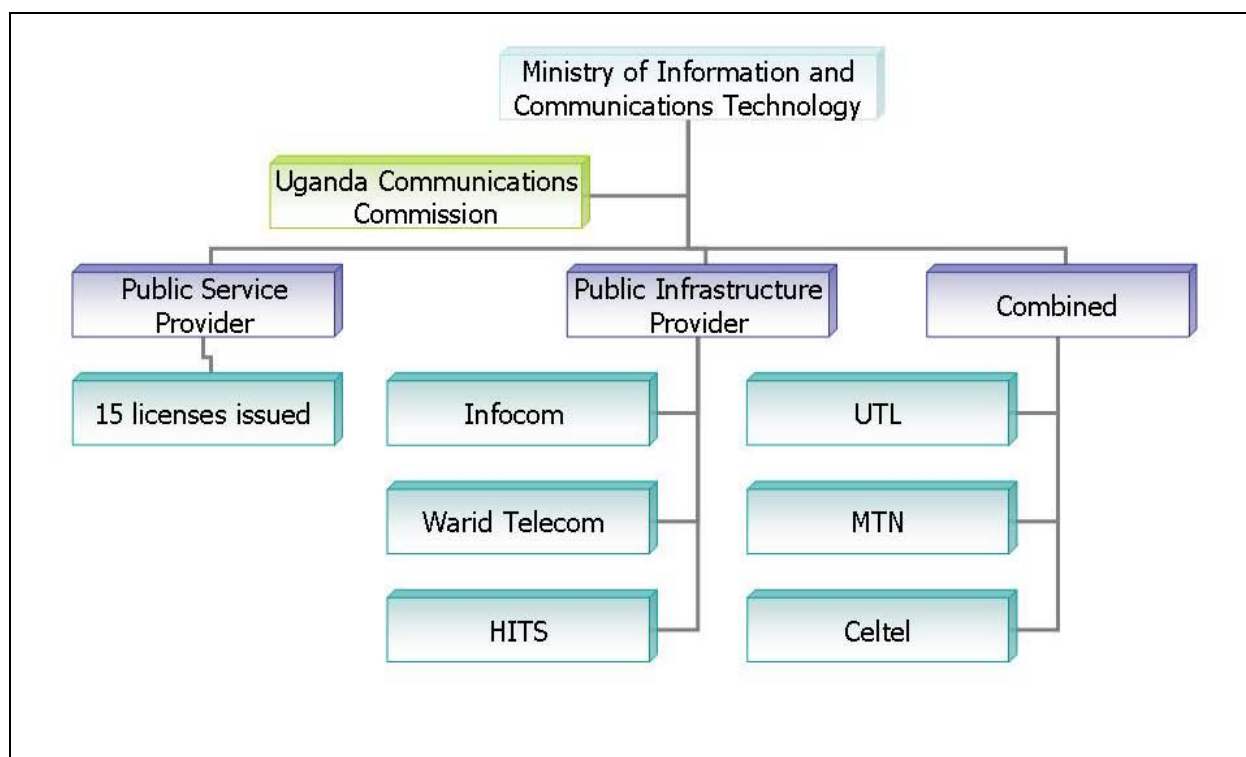 Ministry of Information and
Communications Technology
Uganda Communications
Commission
Public Service
Provider
Public Infrastructure
Provider
Combined
15 licenses issued
Infocom
UTL
Warid Telecom
MTN
HITS
Celtel